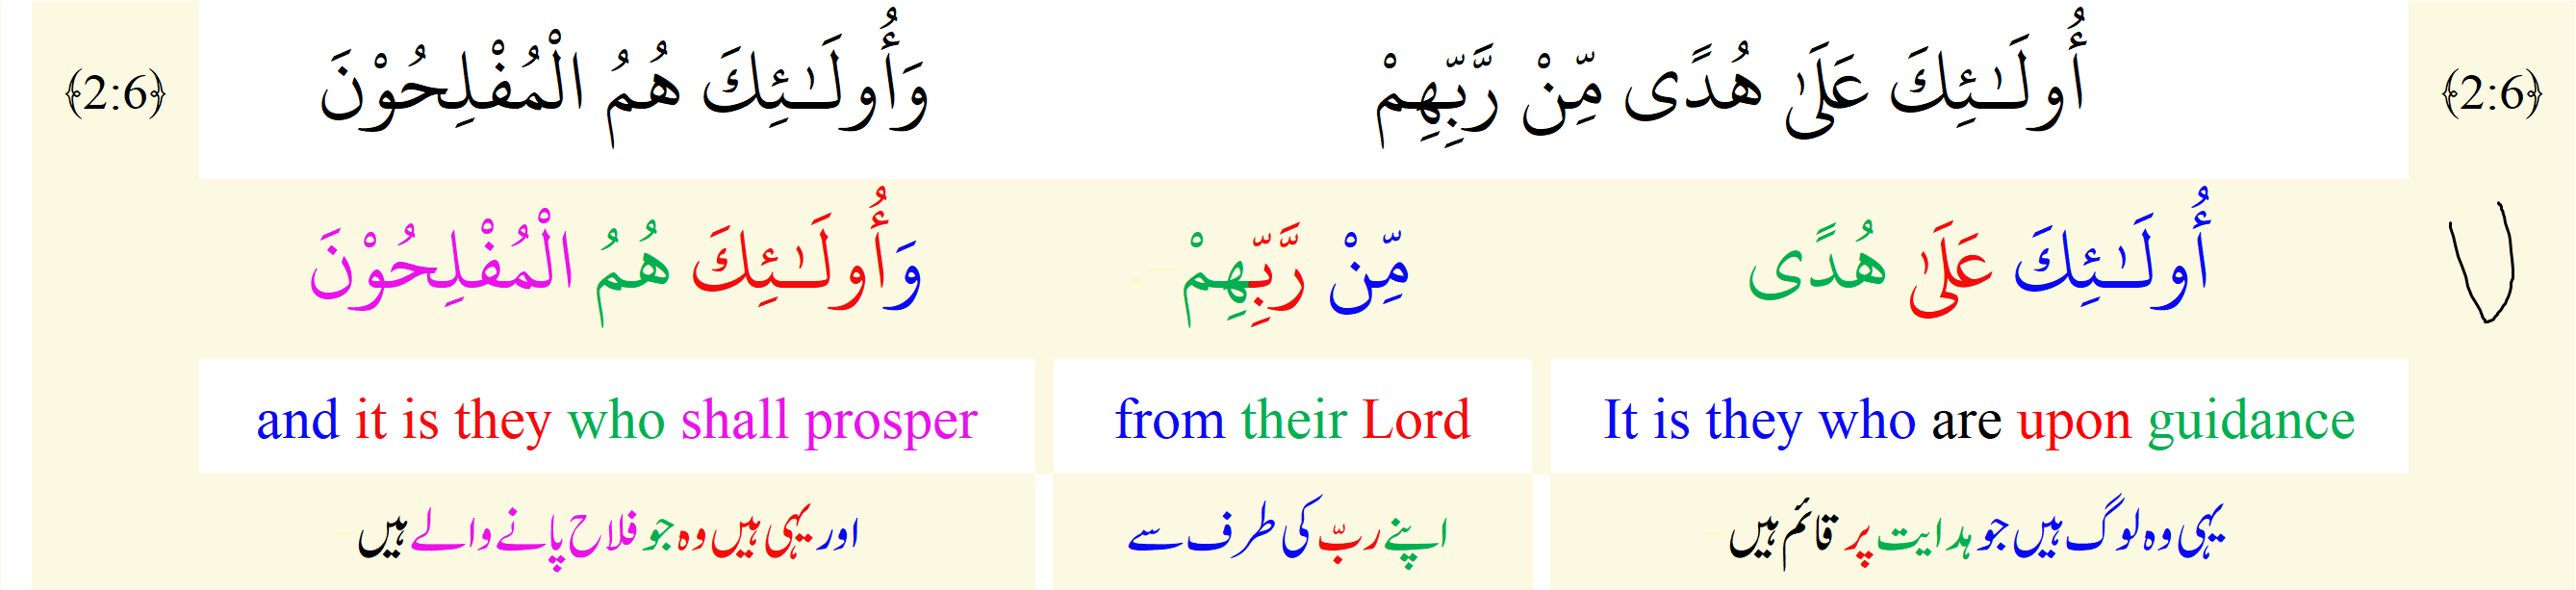 ﴿2:6﴾ أُولَـٰئِكَ عَلَىٰ هُدًى مِّنْ رَّبِّهِمْ وَأُولَـٰئِكَ هُمُ الْمُفْلِحُوْنَ ﴿2:6﴾
أُولَـٰئِكَ عَلَىٰ هُدًى مِّنْ رَّبِّهِمْ وَأُولَـٰئِكَ هُمُ الْمُفْلِحُوْنَ
It is they who are upon guidance from their Lord and it is they who shall prosper
یہی وہ لوگ ہیں جو ہدایت پر قائم ہیں اپنے ربّ کی طرف سے اور یہی ہیں وہ جو فلاح پانے والے ہیں